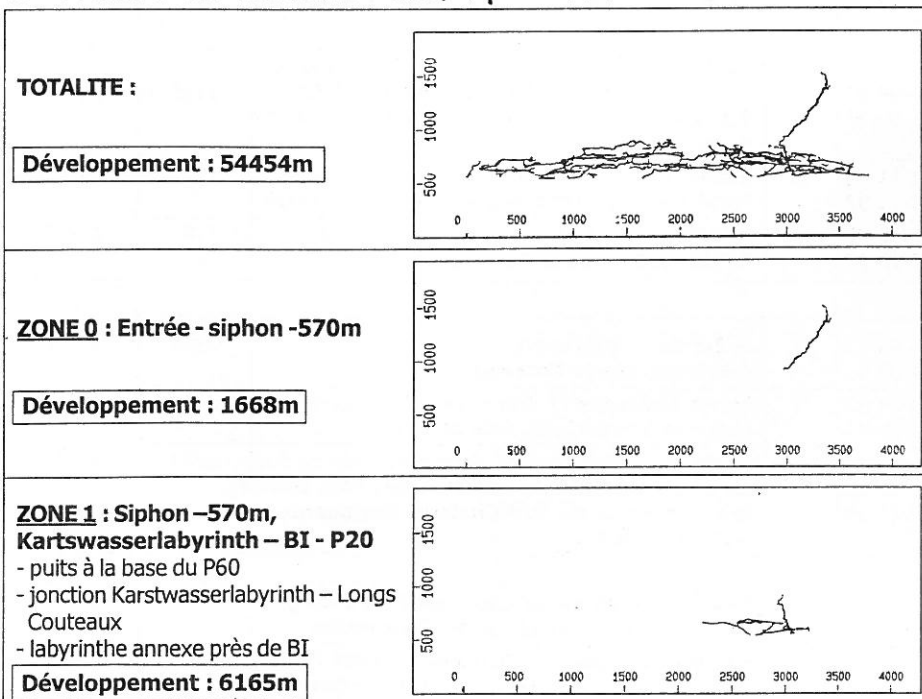 TOTALITE :
Développement : 54454m
1500
1000
500
0 500 1000 1500 2000 2500 3000 3500 4000
ZONE 0 : Entrée - siphon -570m
Développement : 1668m
1500
1000
500
0 500 1000 1500 2000 2500 3000 3500 4000
ZONE 1 : Siphon –570m,
Kartswasserlabyrinth – BI - P20
- puits à la base du P60
- jonction Karstwasserlabyrinth – Longs
Couteaux
- labyrinthe annexe près de BI
Développement : 6165m
1500
1000
500
0 500 1000 1500 2000 2500 3000 3500 4000